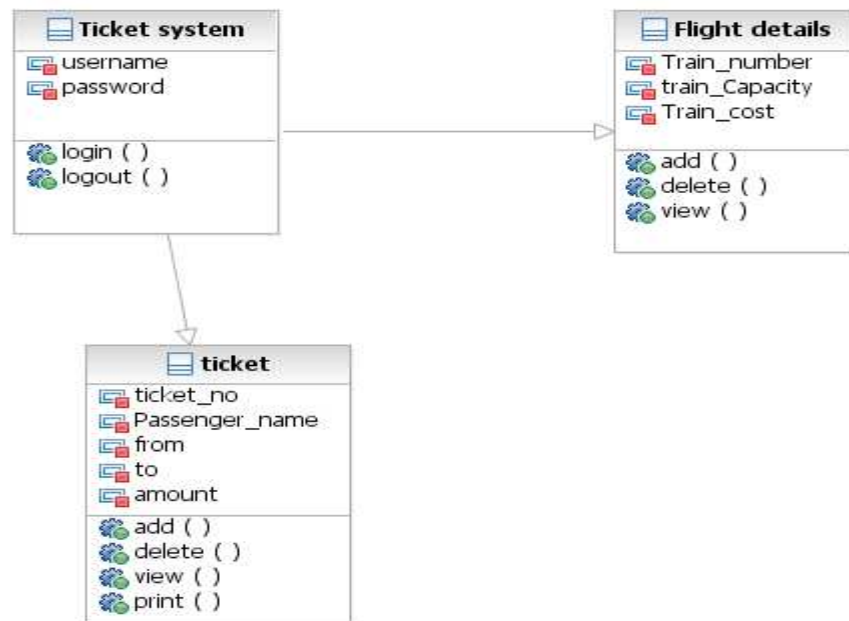 Ticket system
username
password
login ( )
logout ( )
Flight details
Train_number
train_Capacity
Train_cost
add ( )
delete ( )
view ( )
ticket
ticket_no
Passenger_name
from
to
amount
add ( )
delete ( )
view ( )
print ( )